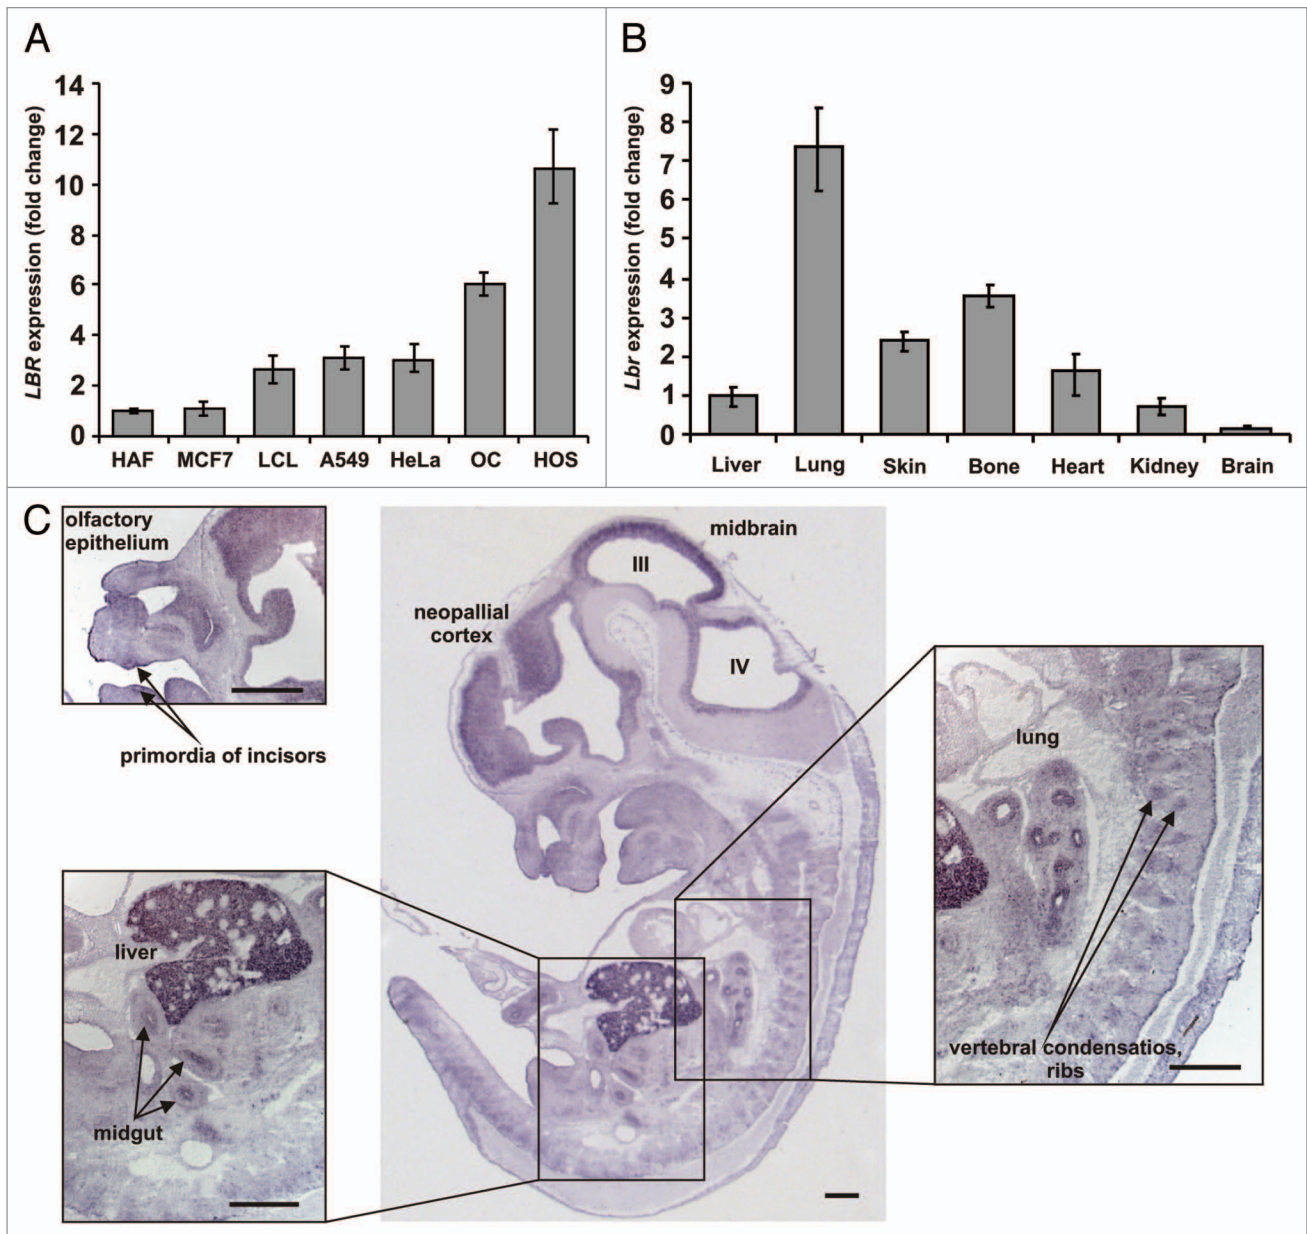 A
14
12
10
8
6
4
2
0
LBR expression (fold change)
HAF MCF7 LCL A549 HeLa OC HOS
B
9
8
7
6
5
4
3
2
1
0
Lbr expression (fold change)
Liver Lung Skin Bone Heart Kidney Brain
C
olfactory
epithelium
primordia of incisors
midbrain
III
neopallial
cortex
IV
lung
vertebral condensatios,
ribs
liver
midgut